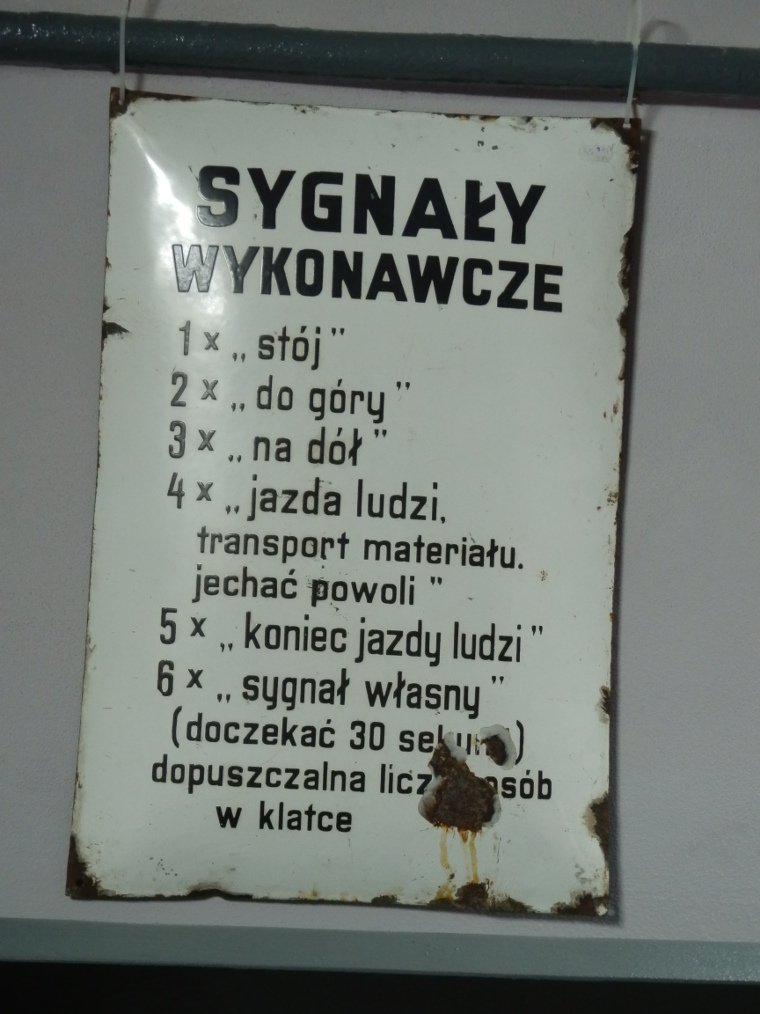 SYGNAŁY
WYKONAWCZE
1 x „stój”
2 x „do góry”
3 x „na dół”
4 x „jazda ludzi,
transport materiału.
jechać powoli”
5 x „koniec jazdy ludzi”
6 x „sygnał własny”
(doczekać 30
dopuszczalna osób
w klatce